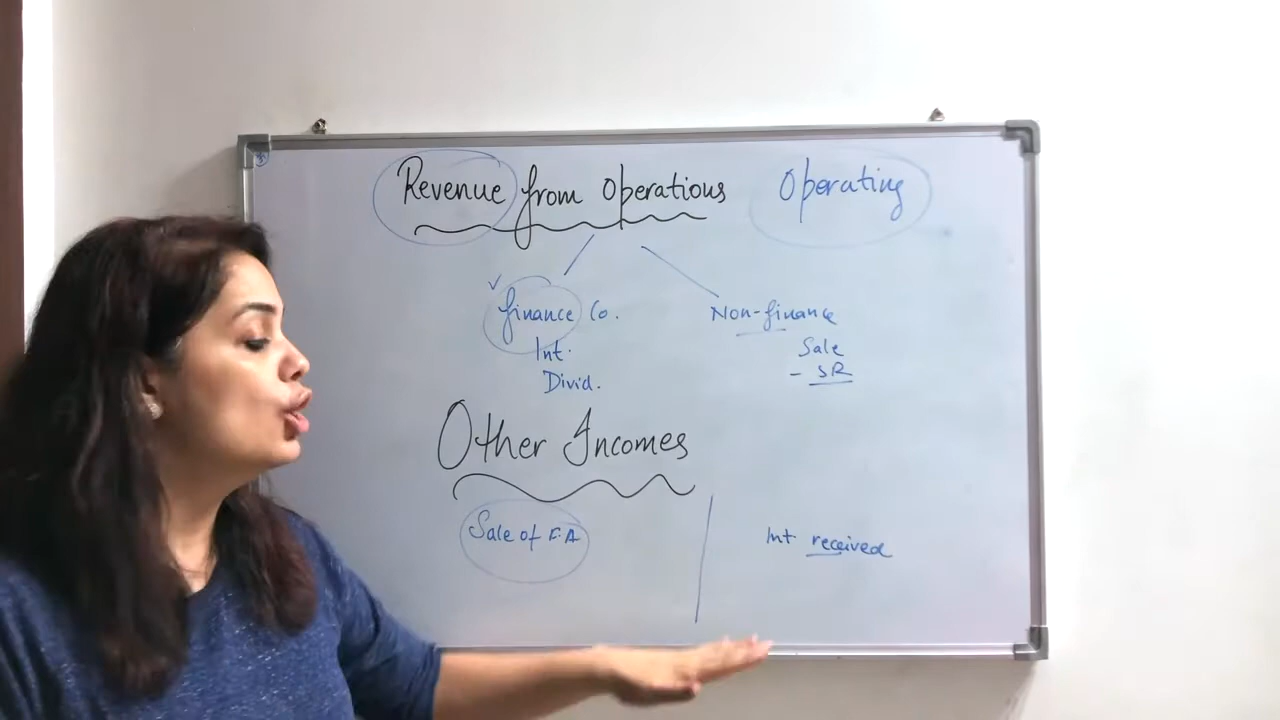 Revenue from Operations Operating
finance Co. Non-finance
Int. Sale
Divid. - SR
Other Incomes
Sale of F.A Int received